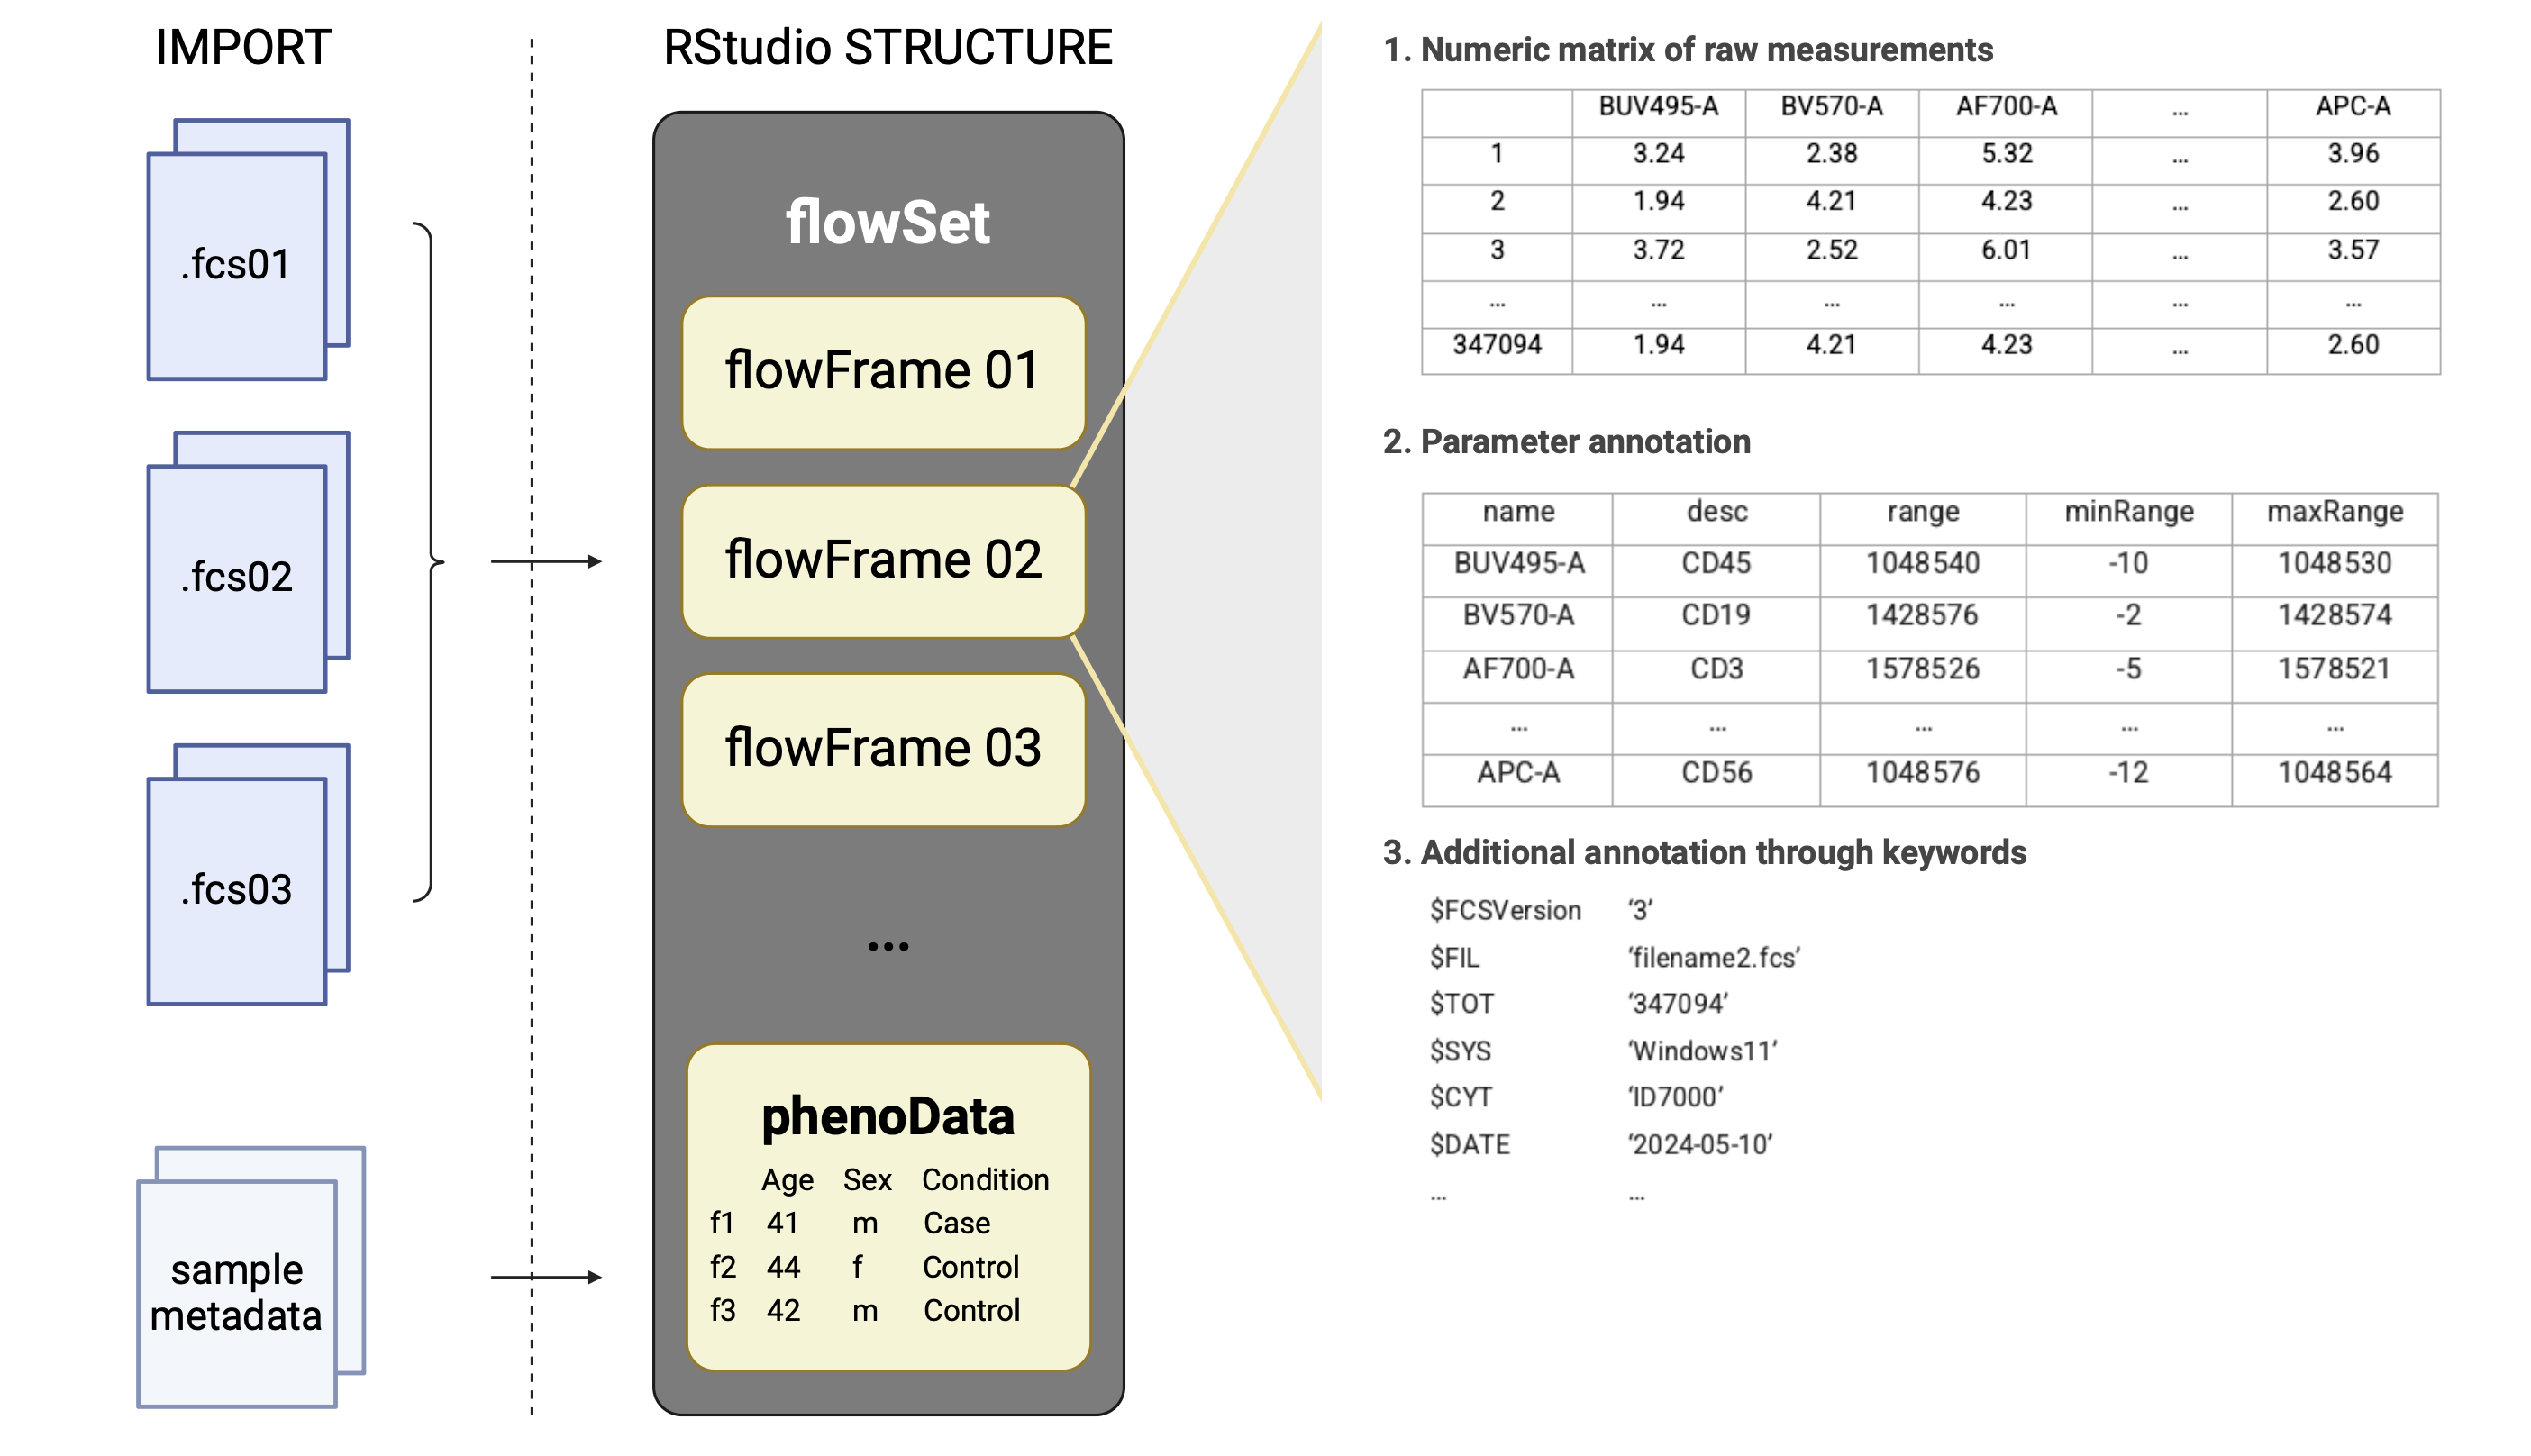 IMPORT
.fcs01
.fcs02
.fcs03
sample
metadata
RStudio STRUCTURE
flowSet
flowFrame 01
flowFrame 02
flowFrame 03
...
phenoData
Age Sex Condition
f1 41 m Case
f2 44 f Control
f3 42 m Control
1. Numeric matrix of raw measurements
BUV495-A BV570-A AF700-A ... APC-A
1 3.24 2.38 5.32 ... 3.96
2 1.94 4.21 4.23 ... 2.60
3 3.72 2.52 6.01 ... 3.57
... ... ... ... ... ...
347094 1.94 4.21 4.23 ... 2.60
2. Parameter annotation
name desc range minRange maxRange
BUV495-A CD45 1048540 -10 1048530
BV570-A CD19 1428576 -2 1428574
AF700-A CD3 1578526 -5 1578521
... ... ... ... ...
APC-A CD56 1048576 -12 1048564
3. Additional annotation through keywords
$FCSVersion ‘3’
$FIL ‘filename2.fcs’
$TOT ‘347094’
$SYS ‘Windows11’
$CYT ‘ID7000’
$DATE ‘2024-05-10’
... ...